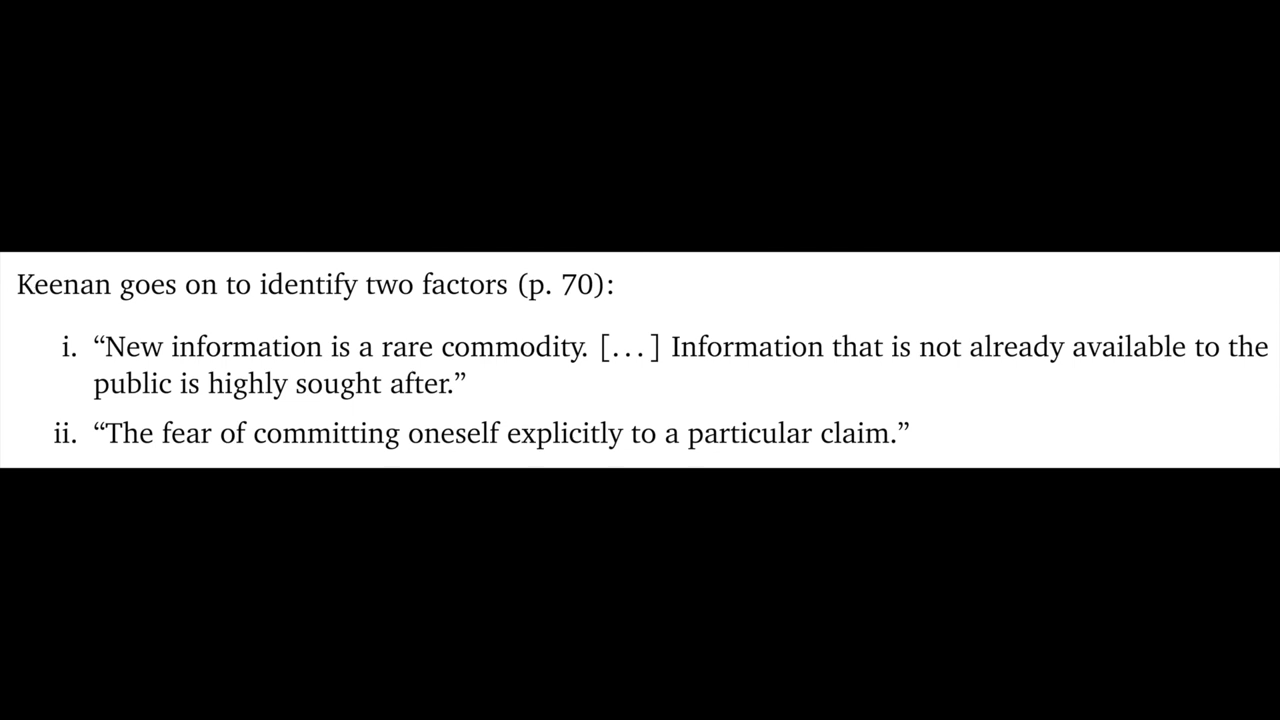 Keenan goes on to identify two factors (p. 70):
i. “New information is a rare commodity. [...] Information that is not already available to the
public is highly sought after.”
ii. “The fear of committing oneself explicitly to a particular claim.”